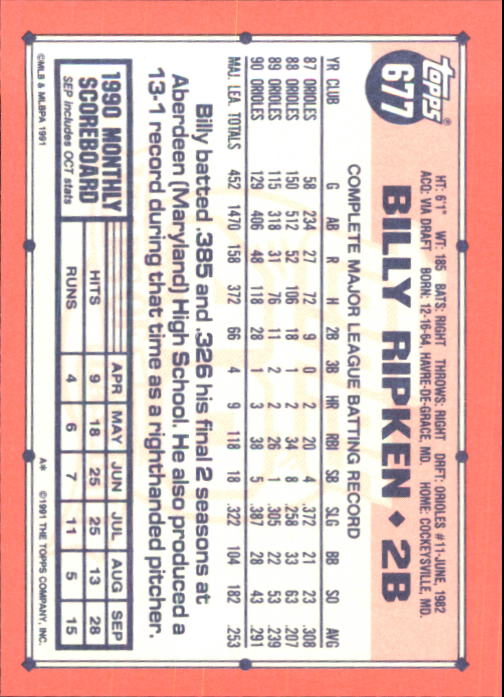 topps®
677
HT: 6'1" WT: 185 BATS: RIGHT THROWS: RIGHT DRFT: ORIOLES #11-JUNE, 1982
ACQ: VIA DRAFT BORN: 12-16-64, HAVRE-DE-GRACE, MD. HOME: COCKEYSVILLE, MD.
BILLY RIPKEN ♦ 2B
COMPLETE MAJOR LEAGUE BATTING RECORD
YR CLUB G AB R H 2B 3B HR RBI SB SLG BB SO AVG
87 ORIOLES 58 234 27 72 9 0 2 20 4 .372 21 23 .308
88 ORIOLES 150 512 52 106 18 1 2 34 8 .258 33 63 .207
89 ORIOLES 115 318 31 76 11 2 2 26 1 .305 22 53 .239
90 ORIOLES 129 406 48 118 28 1 3 38 5 .387 28 43 .291
MAJ. LEA. TOTALS 452 1470 158 372 66 4 9 118 18 .322 104 182 .253
Billy batted .385 and .326 his final 2 seasons at
Aberdeen (Maryland) High School. He also produced a
13-1 record during that time as a righthanded pitcher.
1990 MONTHLY
SCOREBOARD
SEP includes OCT stats
APR MAY JUN JUL AUG SEP
HITS 9 18 25 25 13 28
RUNS 4 6 7 11 5 15
©MLB & MLBPA 1991 A* ©1991 THE TOPPS COMPANY, INC.